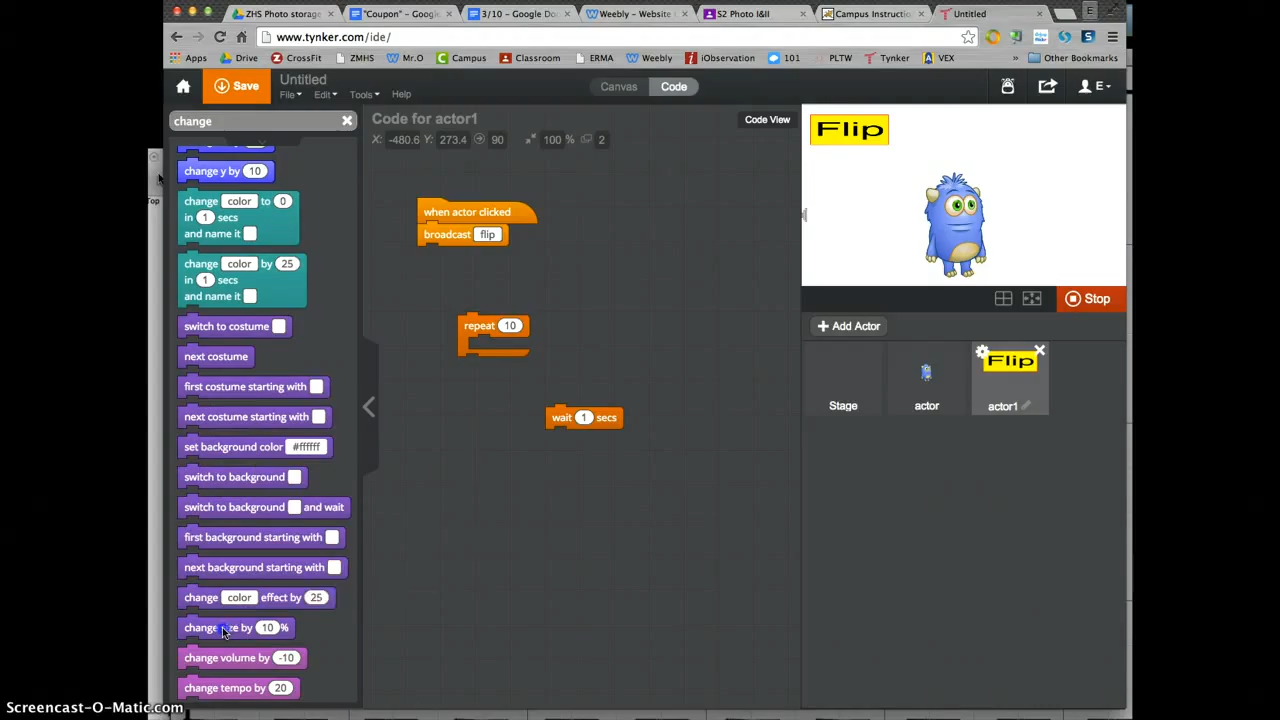 ZHS Photo storage
"Coupon" - Google
3/10 - Google Doc
Weebly - Website
S2 Photo I&II
Campus Instructio
Untitled
E
www.tynker.com/ide/
Apps Drive CrossFit ZMHS Mr.O Campus Classroom ERMA Weebly iObservation 101 PLTW Tynker VEX » Other Bookmarks
Save
Untitled
File Edit Tools Help
Canvas Code
E
change
Code for actor1
Code View
X: -480.6 Y: 273.4 90 100 % 2
Top
change y by 10
change color to 0
in 1 secs
and name it
change color by 25
in 1 secs
and name it
switch to costume
next costume
first costume starting with
next costume starting with
set background color #ffffff
switch to background
switch to background and wait
first background starting with
next background starting with
change color effect by 25
change size by 10 %
change volume by -10
change tempo by 20
when actor clicked
broadcast flip
repeat 10
wait 1 secs
Flip
Stop
+ Add Actor
Flip
Stage
actor
actor1
Screencast-O-Matic.com